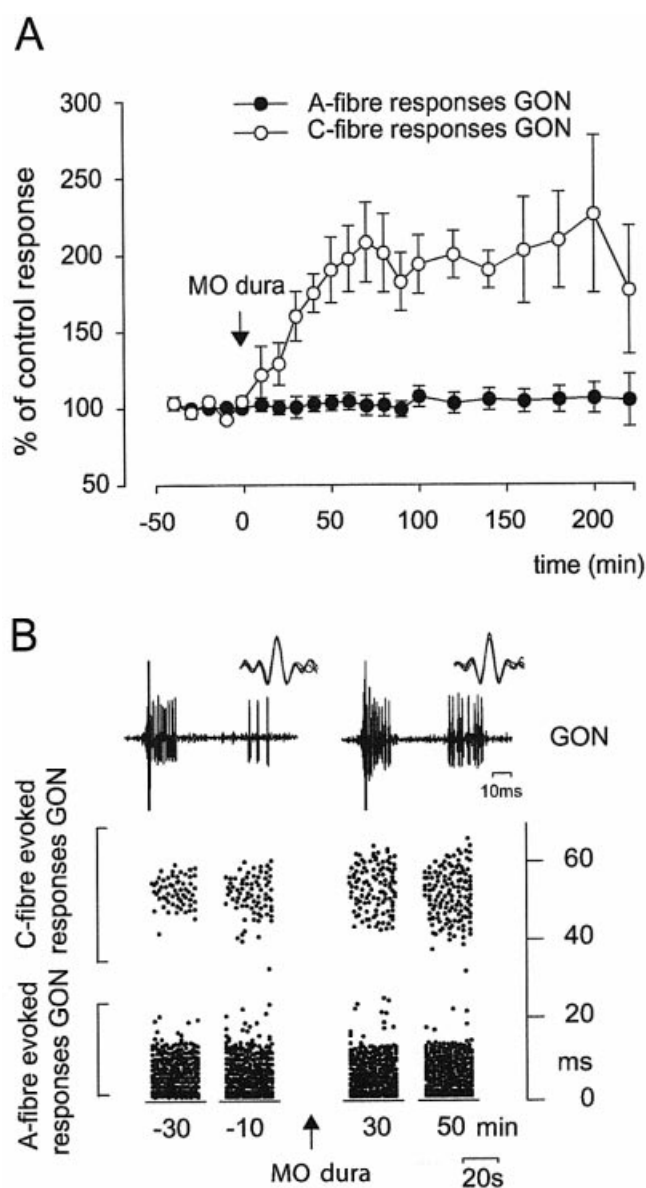 A
A-fibre responses GON
C-fibre responses GON
% of control response
300
250
200
150
100
50
MO dura
-50
0
50
100
150
200
time (min)
B
GON
10ms
C-fibre evoked
responses GON
A-fibre evoked
responses GON
60
40
20
ms
0
-30
-10
30
50 min
MO dura
20s